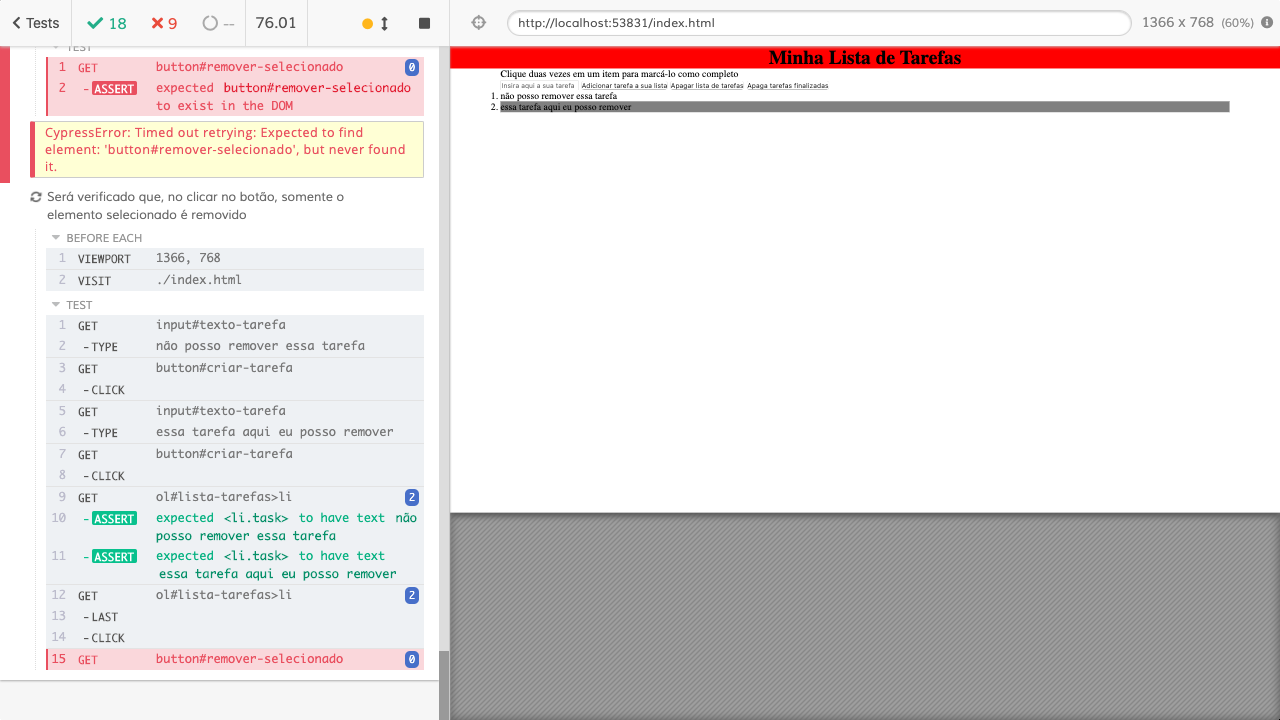 Tests
18
9
--
76.01
http://localhost:53831/index.html
1366 x 768 (60%)
TEST
1 GET button#remover-selecionado 0
2 -ASSERT expected button#remover-selecionado
to exist in the DOM
CypressError: Timed out retrying: Expected to find
element: 'button#remover-selecionado', but never found
it.
Será verificado que, no clicar no botão, somente o
elemento selecionado é removido
BEFORE EACH
1 VIEWPORT 1366, 768
2 VISIT ./index.html
TEST
1 GET input#texto-tarefa
2 -TYPE não posso remover essa tarefa
3 GET button#criar-tarefa
4 -CLICK
5 GET input#texto-tarefa
6 -TYPE essa tarefa aqui eu posso remover
7 GET button#criar-tarefa
8 -CLICK
9 GET ol#lista-tarefas>li 2
10 -ASSERT expected <li.task> to have text não
posso remover essa tarefa
11 -ASSERT expected <li.task> to have text
essa tarefa aqui eu posso remover
12 GET ol#lista-tarefas>li 2
13 -LAST
14 -CLICK
15 GET button#remover-selecionado 0
Minha Lista de Tarefas
Clique duas vezes em um item para marcá-lo como completo
Insira aqui a sua tarefa Adicionar tarefa a sua lista Apagar lista de tarefas Apaga tarefas finalizadas
1. não posso remover essa tarefa
2. essa tarefa aqui eu posso remover